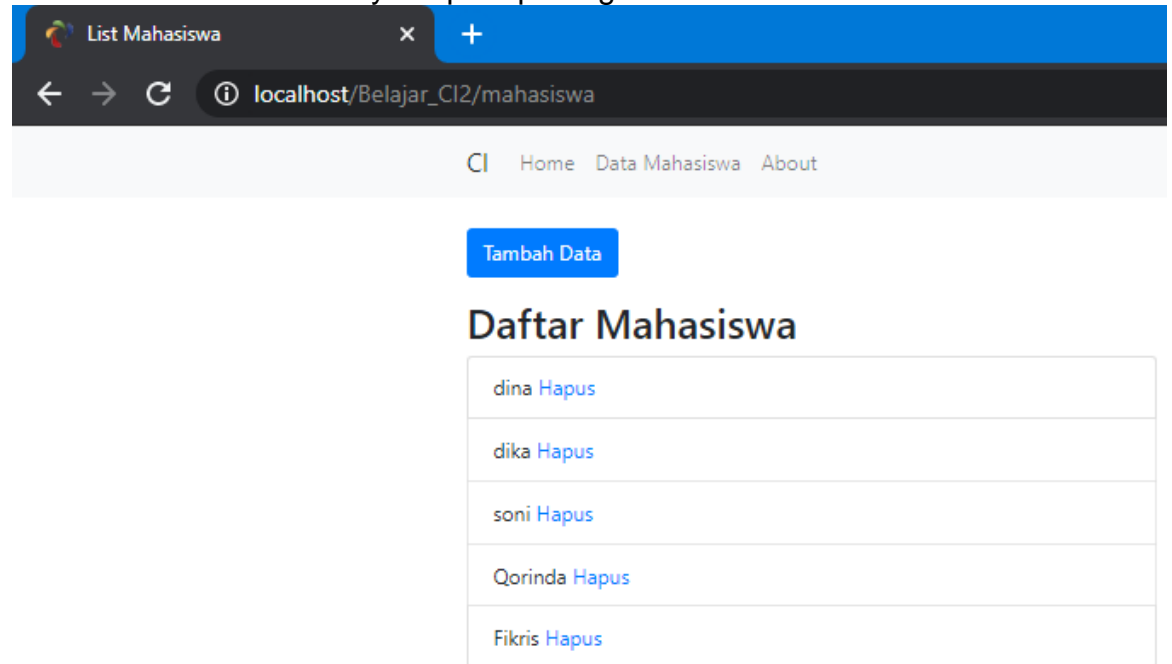 List Mahasiswa
localhost/Belajar_CI2/mahasiswa
CI Home Data Mahasiswa About
Tambah Data
Daftar Mahasiswa
dina Hapus
dika Hapus
soni Hapus
Qorinda Hapus
Fikris Hapus